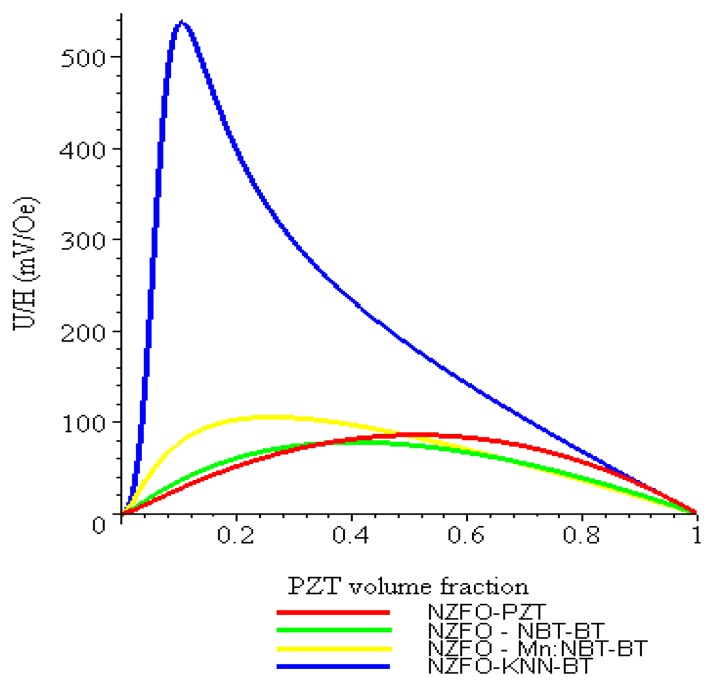 500
400
300
200
100
0
U/H (mV/Oe)
0.2 0.4 0.6 0.8 1
PZT volume fraction
NZFO-PZT
NZFO - NBT-BT
NZFO - Mn:NBT-BT
NZFO-KNN-BT